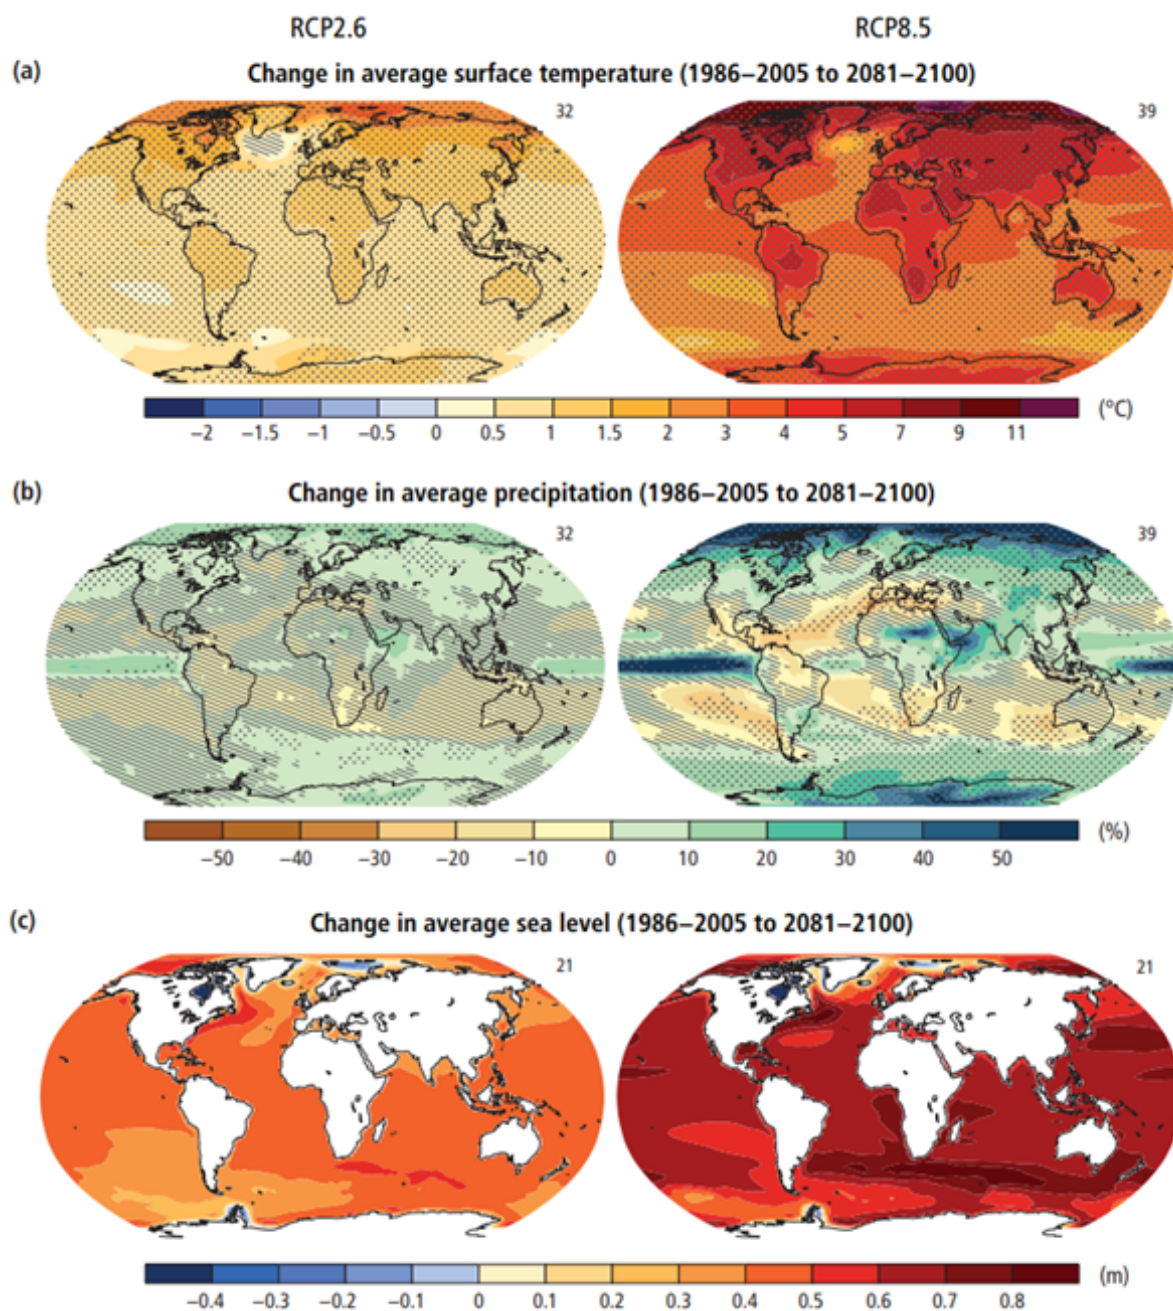 RCP2.6 RCP8.5
(a) Change in average surface temperature (1986–2005 to 2081–2100)
32 39
−2 −1.5 −1 −0.5 0 0.5 1 1.5 2 3 4 5 7 9 11 (°C)
(b) Change in average precipitation (1986–2005 to 2081–2100)
32 39
−50 −40 −30 −20 −10 0 10 20 30 40 50 (%)
(c) Change in average sea level (1986–2005 to 2081–2100)
21 21
−0.4 −0.3 −0.2 −0.1 0 0.1 0.2 0.3 0.4 0.5 0.6 0.7 0.8 (m)